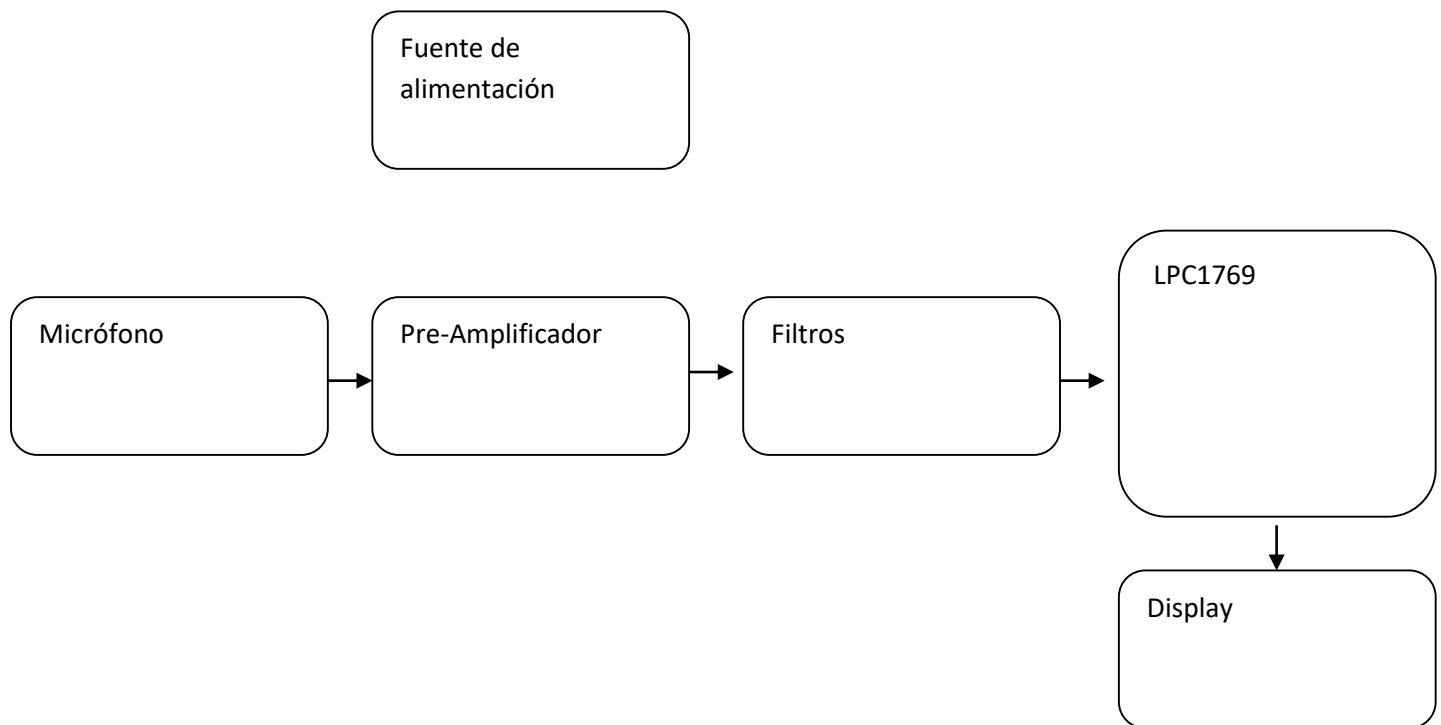 Fuente de
alimentación
LPC1769
Micrófono
Pre-Amplificador
Filtros
Display